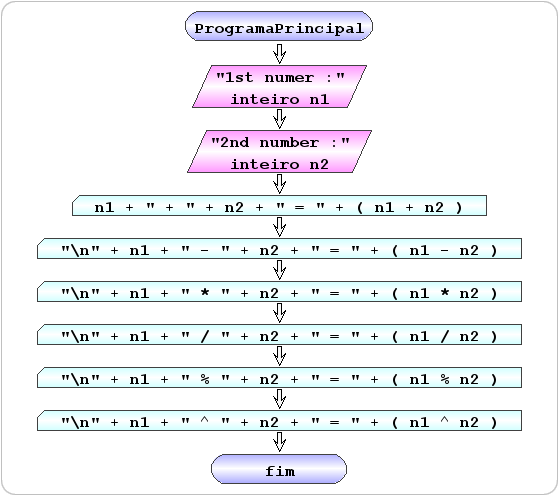 ProgramaPrincipal
"1st numer :"
inteiro n1
"2nd number :"
inteiro n2
n1 + " + " + n2 + " = " + ( n1 + n2 )
"\n" + n1 + " - " + n2 + " = " + ( n1 - n2 )
"\n" + n1 + " * " + n2 + " = " + ( n1 * n2 )
"\n" + n1 + " / " + n2 + " = " + ( n1 / n2 )
"\n" + n1 + " % " + n2 + " = " + ( n1 % n2 )
"\n" + n1 + " ^ " + n2 + " = " + ( n1 ^ n2 )
fim